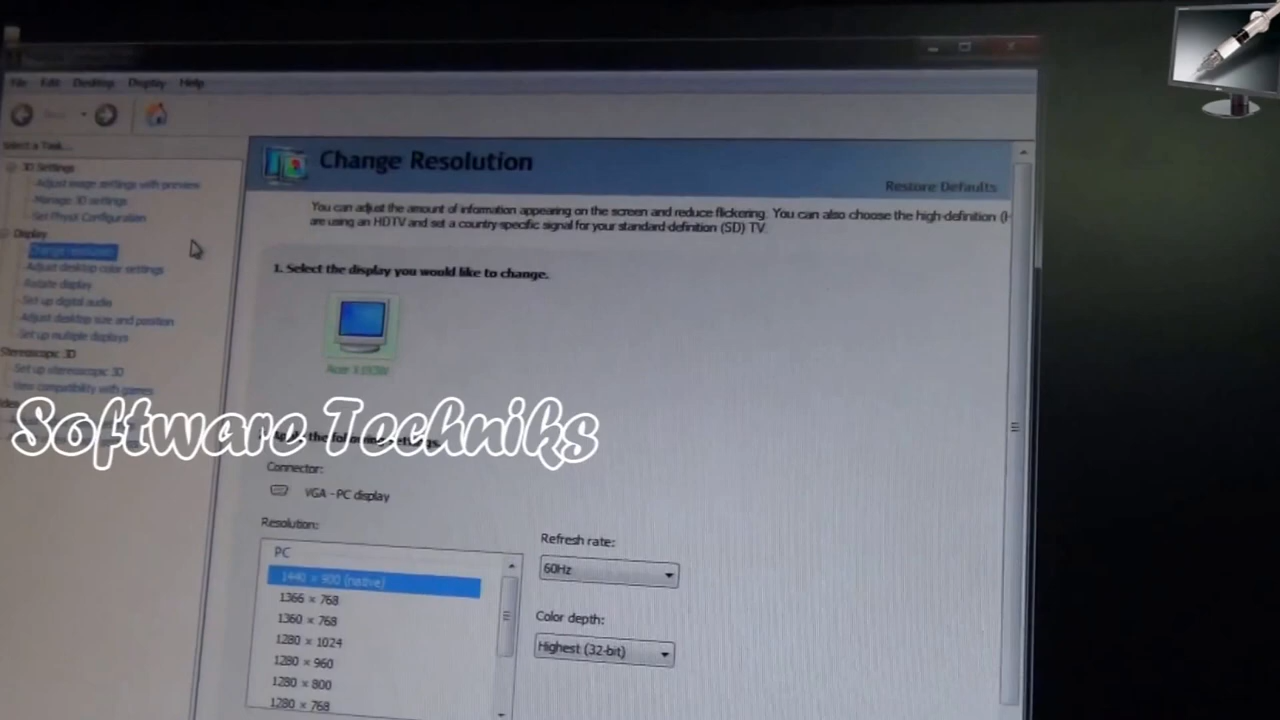 File Edit Desktop Display Help
Select a Task...
3D Settings
Adjust image settings with preview
Manage 3D settings
Set PhysX Configuration
Display
Change resolution
Adjust desktop color settings
Rotate display
Set up digital audio
Adjust desktop size and position
Set up multiple displays
Stereoscopic 3D
Set up stereoscopic 3D
View compatibility with games
Change Resolution
Restore Defaults
You can adjust the amount of information appearing on the screen and reduce flickering. You can also choose the high-definition (H
are using an HDTV and set a country-specific signal for your standard-definition (SD) TV.
1. Select the display you would like to change.
Acer
Software Techniks
Apply the following settings.
Connector:
VGA - PC display
Resolution:
PC
1440 × 900 (native)
1366 × 768
1360 × 768
1280 × 1024
1280 × 960
1280 × 800
1280 × 768
Refresh rate:
60Hz
Color depth:
Highest (32-bit)